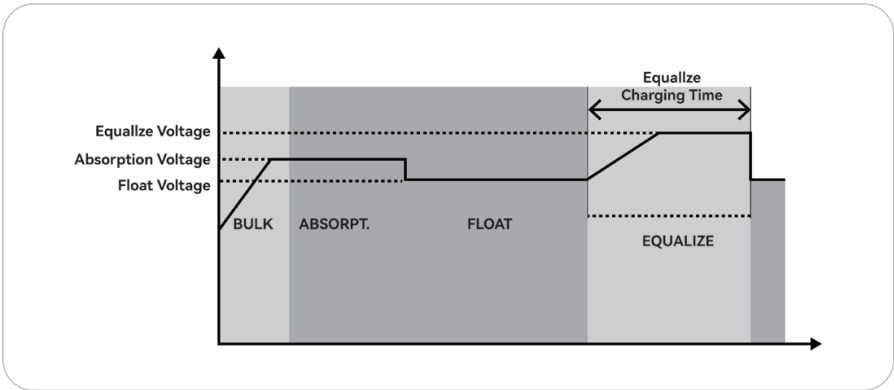 Equallze
Charging Time
Equallze Voltage
Absorption Voltage
Float Voltage
BULK
ABSORPT.
FLOAT
EQUALIZE